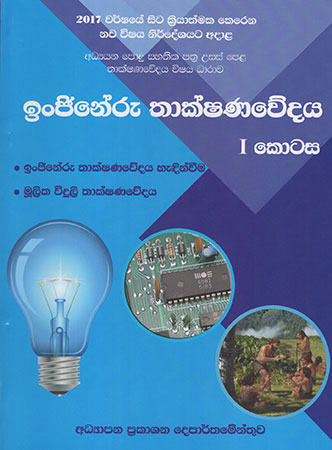 2017 වර්ෂයේ සිට ක්‍රියාත්මක කෙරෙන
නව විෂය නිර්දේශයට අදාළ
අධ්‍යයන පොදු සහතික පත්‍ර උසස් පෙළ
තාක්ෂණවේදය විෂය ධාරාව
ඉංජිනේරු තාක්ෂණවේදය
I කොටස
• ඉංජිනේරු තාක්ෂණවේදය හැඳින්වීම
• මූලික විදුලි තාක්ෂණවේදය
අධ්‍යාපන ප්‍රකාශන දෙපාර්තමේන්තුව